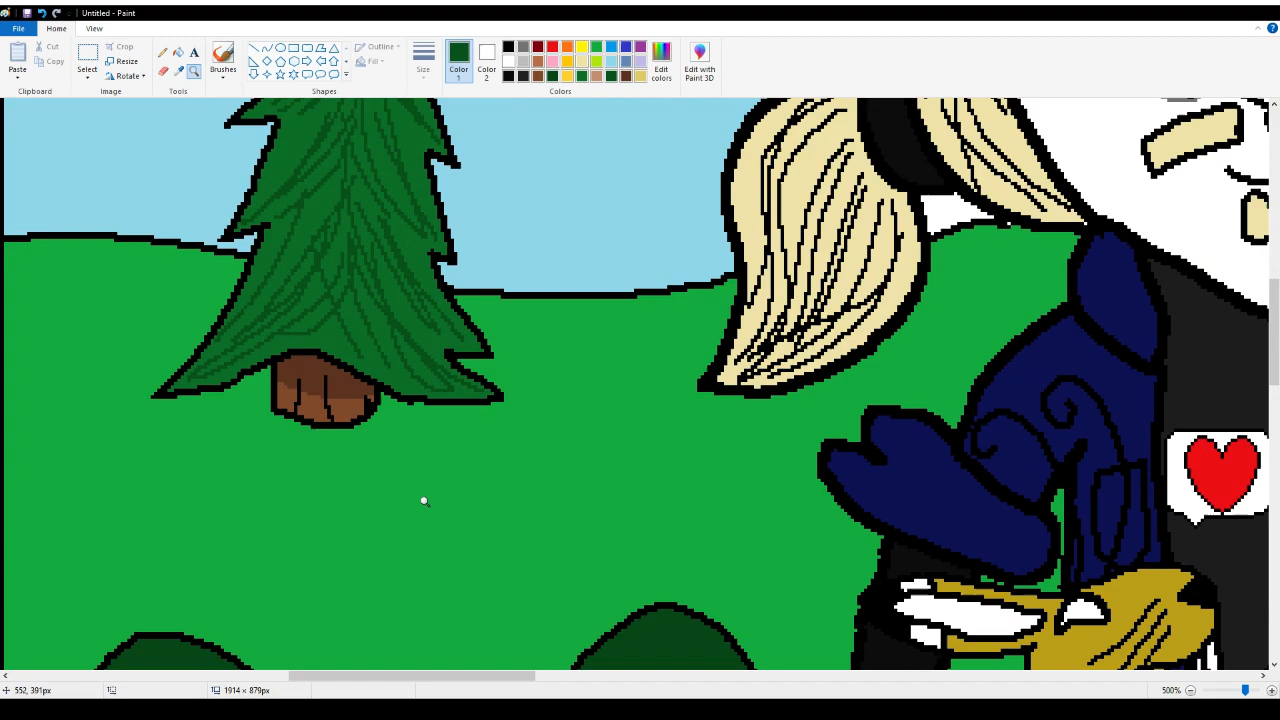 Untitled - Paint
File Home View
Paste
Cut
Copy
Clipboard
Select
Crop
Resize
Rotate
Image
Tools
Brushes
Outline
Fill
Shapes
Size
Color 1
Color 2
Edit colors
Colors
Edit with Paint 3D
552, 391px
1914 × 879px
500%